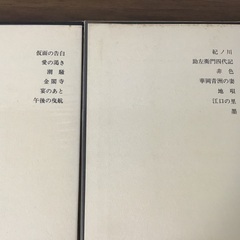 仮面の告白
愛の渇き
潮騒
金閣寺
宴のあと
午後の曳航
紀ノ川
助左衛門四代記
非色
華岡青洲の妻
地唄
江口の里
墨